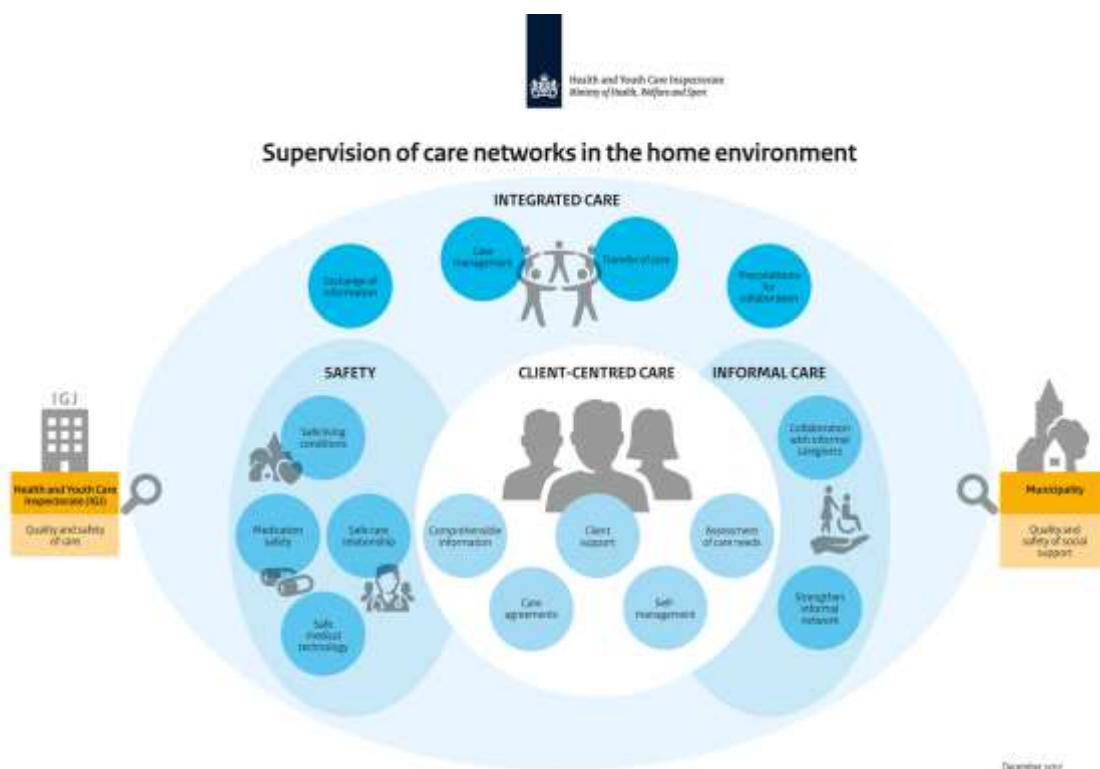 Health and Youth Care Inspectorate
Ministry of Health, Welfare and Sport
Supervision of care networks in the home environment
INTEGRATED CARE
Case
management
Transfer of care
Exchange of
information
Preconditions
for
collaboration
SAFETY
CLIENT-CENTRED CARE
INFORMAL CARE
IGJ
Safe living
conditions
Collaboration
with informal
caregivers
Health and Youth Care
Inspectorate (IGJ)
Quality and safety
of care
Municipality
Quality and
safety of social
support
Medication
safety
Safe care
relationship
Comprehensible
information
Client
support
Assessment
of care needs
Care
agreements
Self-
management
Strengthen
informal
network
Safe
medical
technology
December